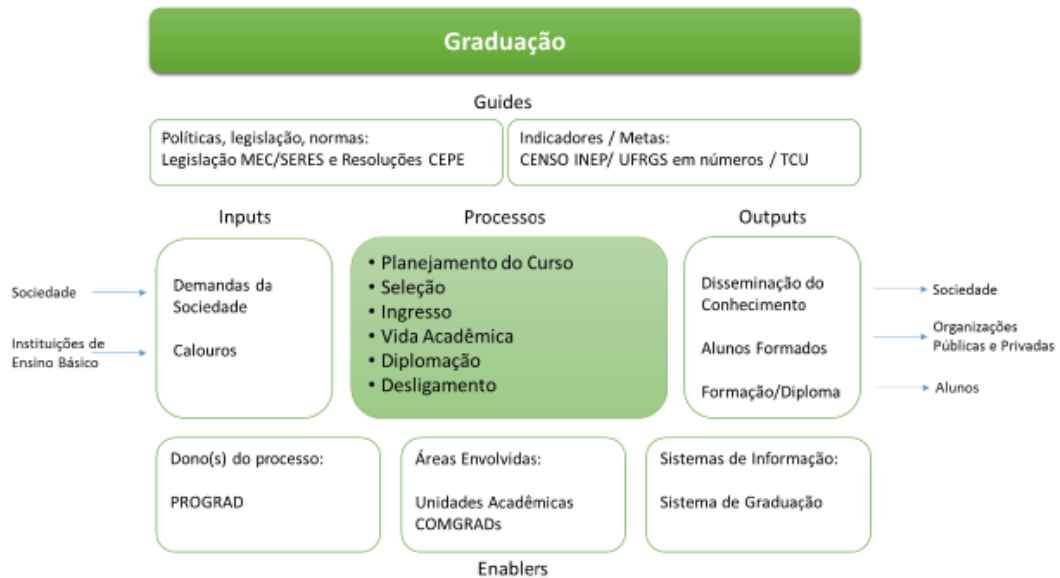 Graduação
Guides
Políticas, legislação, normas:
Legislação MEC/SERES e Resoluções CEPE
Indicadores / Metas:
CENSO INEP/ UFRGS em números / TCU
Inputs
Processos
Outputs
Sociedade
Instituições de
Ensino Básico
Demandas da
Sociedade
Calouros
• Planejamento do Curso
• Seleção
• Ingresso
• Vida Acadêmica
• Diplomação
• Desligamento
Disseminação do
Conhecimento
Alunos Formados
Formação/Diploma
Sociedade
Organizações
Públicas e Privadas
Alunos
Dono(s) do processo:
PROGRAD
Áreas Envolvidas:
Unidades Acadêmicas
COMGRADs
Sistemas de Informação:
Sistema de Graduação
Enablers